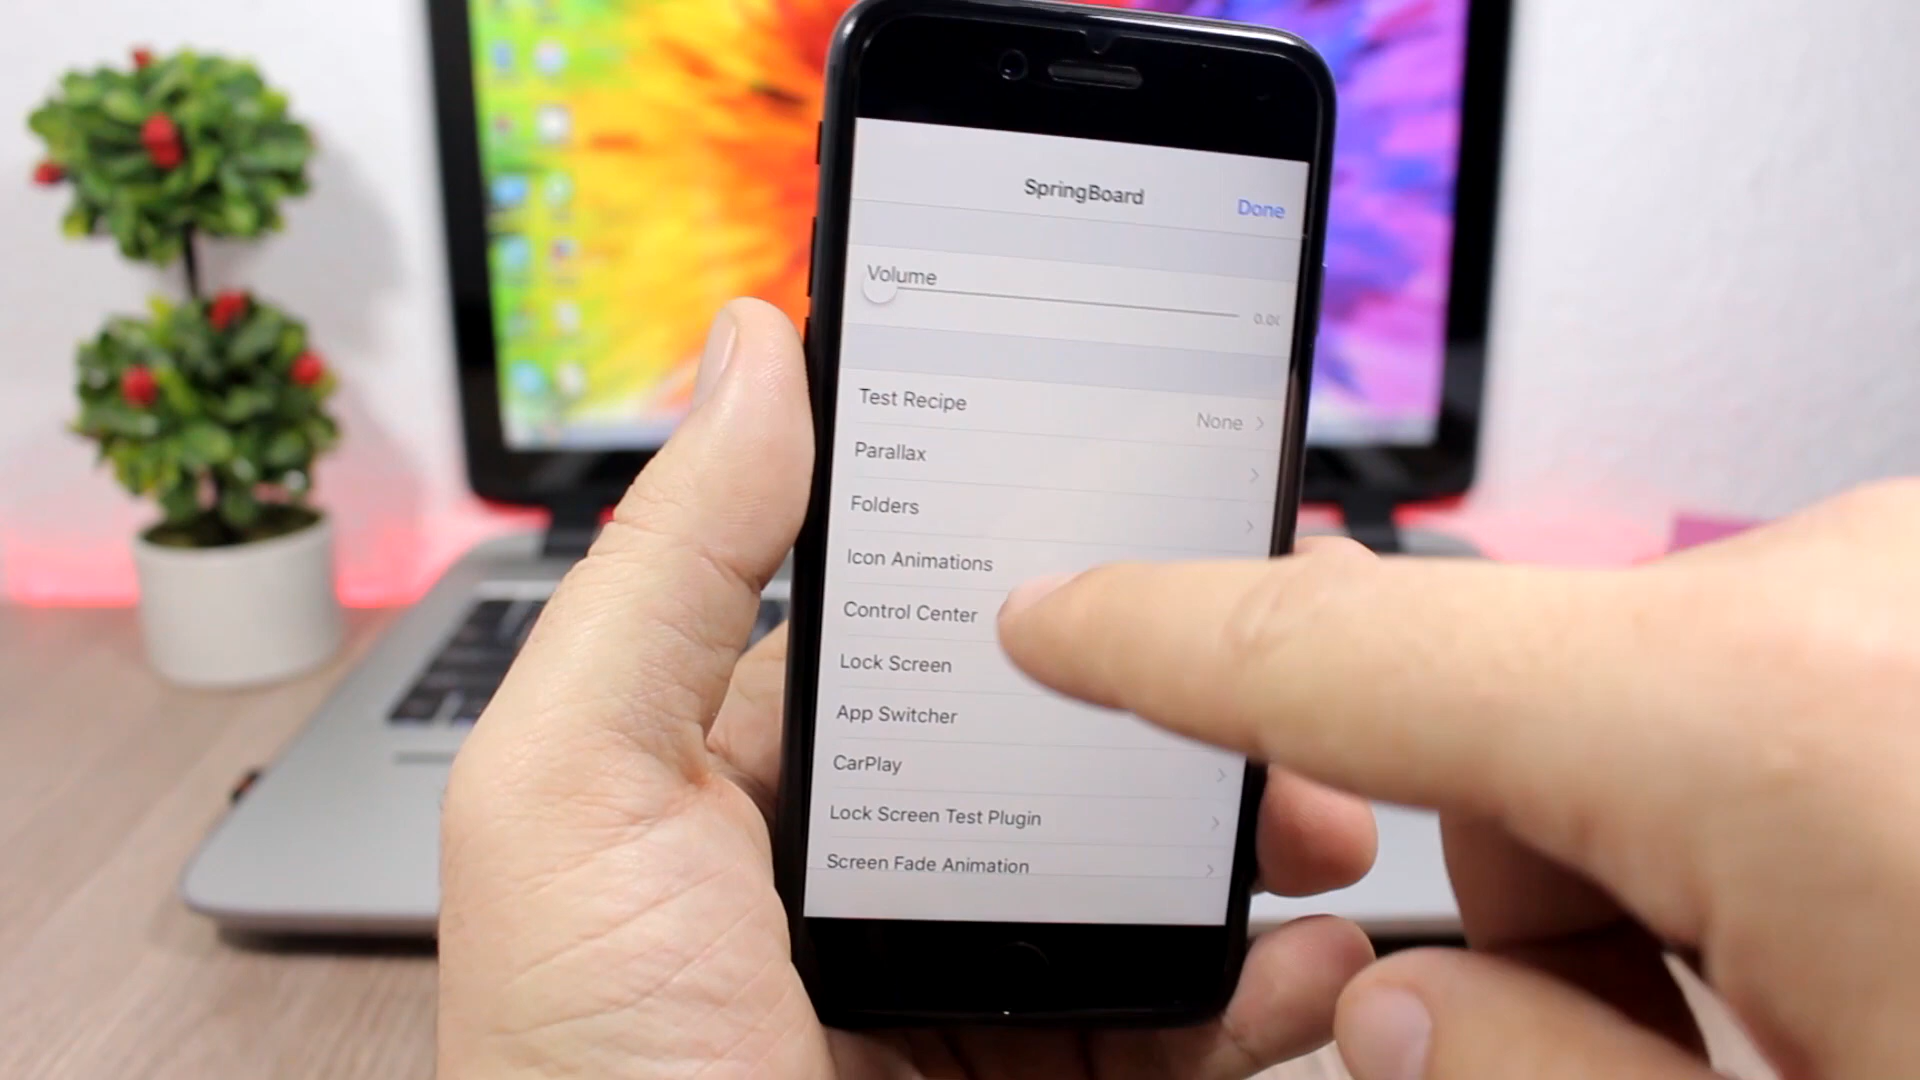 SpringBoard
Done
Volume
0.00
Test Recipe
None
Parallax
Folders
Icon Animations
Control Center
Lock Screen
App Switcher
CarPlay
Lock Screen Test Plugin
Screen Fade Animation